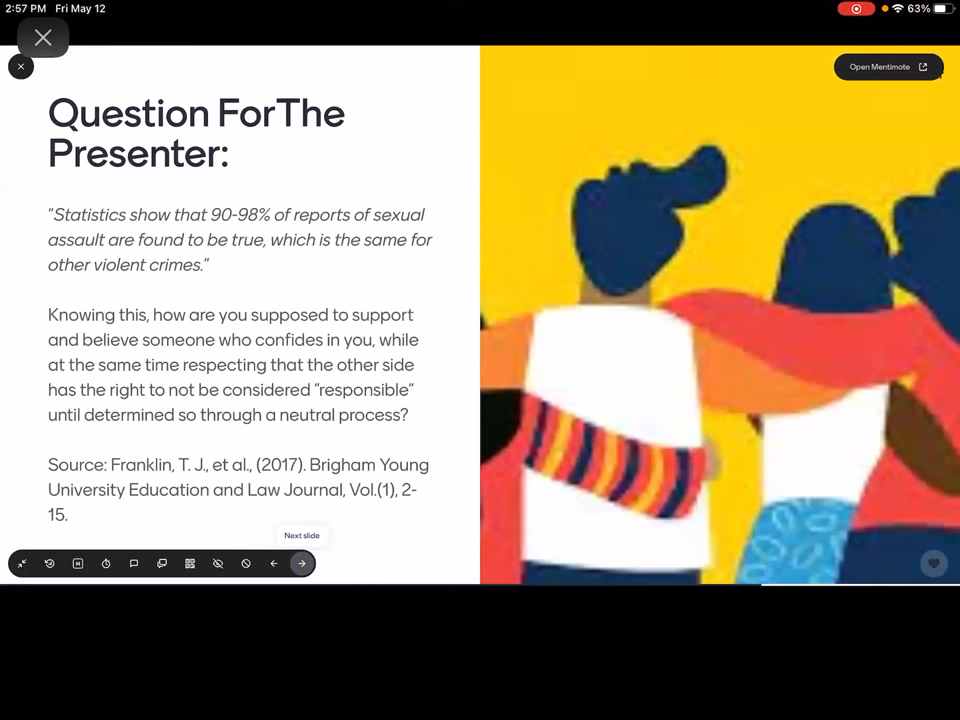 2:57 PM Fri May 12
63%
Open Mentimote
Question ForThe
Presenter:
“Statistics show that 90-98% of reports of sexual
assault are found to be true, which is the same for
other violent crimes.”
Knowing this, how are you supposed to support
and believe someone who confides in you, while
at the same time respecting that the other side
has the right to not be considered “responsible”
until determined so through a neutral process?
Source: Franklin, T. J., et al., (2017). Brigham Young
University Education and Law Journal, Vol.(1), 2-
15.
Next slide